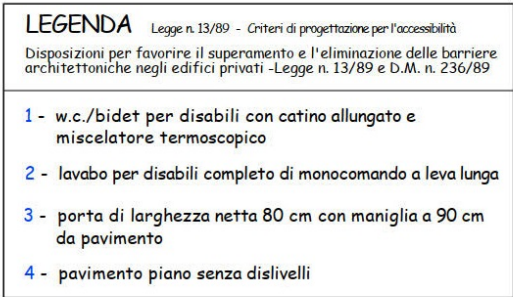 LEGENDA Legge n. 13/89 - Criteri di progettazione per l'accessibilità
Disposizioni per favorire il superamento e l'eliminazione delle barriere
architettoniche negli edifici privati -Legge n. 13/89 e D.M. n. 236/89
1 - w.c./bidet per disabili con catino allungato e
miscelatore termoscopico
2 - lavabo per disabili completo di monocomando a leva lunga
3 - porta di larghezza netta 80 cm con maniglia a 90 cm
da pavimento
4 - pavimento piano senza dislivelli